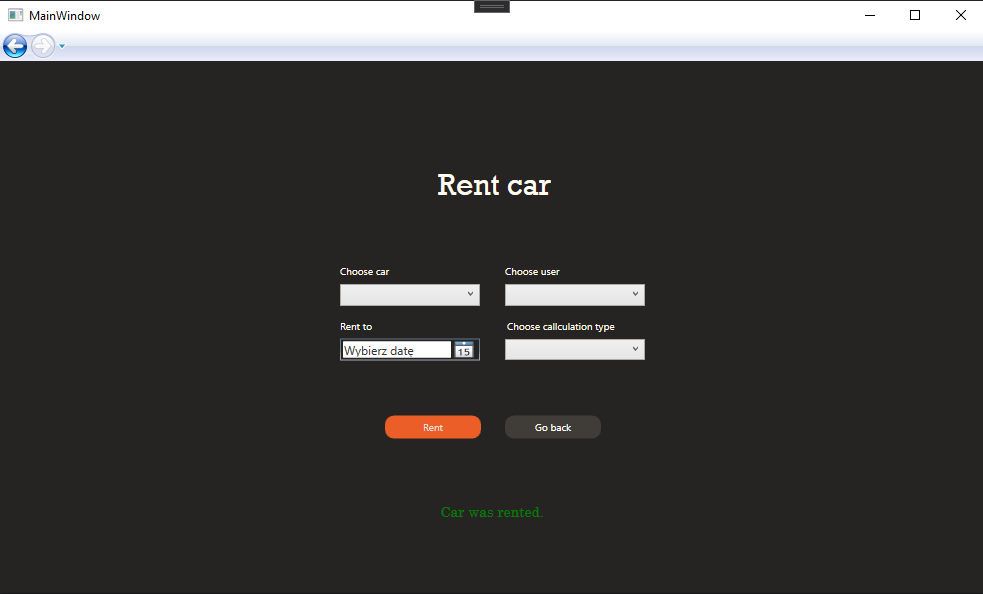 MainWindow
Rent car
Choose car
Choose user
Rent to
Choose callculation type
Wybierz datę
15
Rent
Go back
Car was rented.